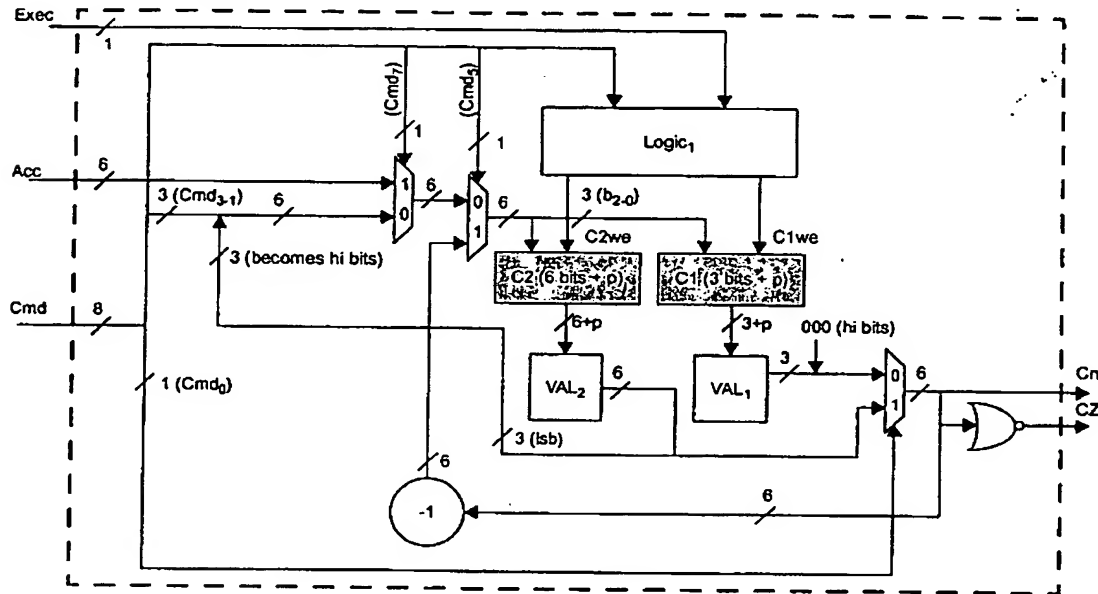 Exec
1
(Cmd7)
(Cmd5)
1
1
Logic1
Acc
6
1
0
6
0
1
6
3 (b2-0)
3 (Cmd3-1)
6
C2we
C1we
3 (becomes hi bits)
C2 (6 bits + p)
C1 (3 bits + p)
Cmd
8
6+p
3+p
000 (hi bits)
1 (Cmd0)
VAL2
6
VAL1
3
0
1
6
Cn
CZ
3 (lsb)
6
-1
6